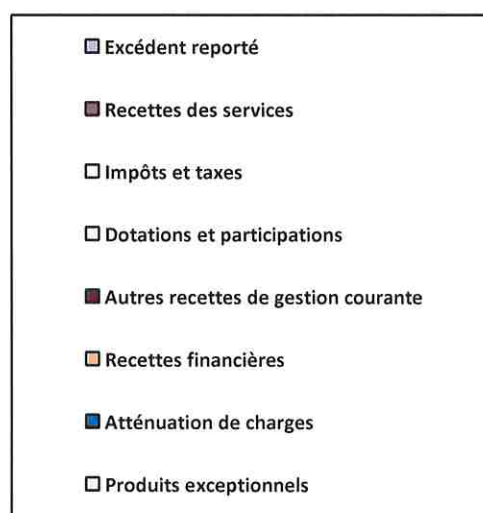 Excédent reporté
Recettes des services
Impôts et taxes
Dotations et participations
Autres recettes de gestion courante
Recettes financières
Atténuation de charges
Produits exceptionnels